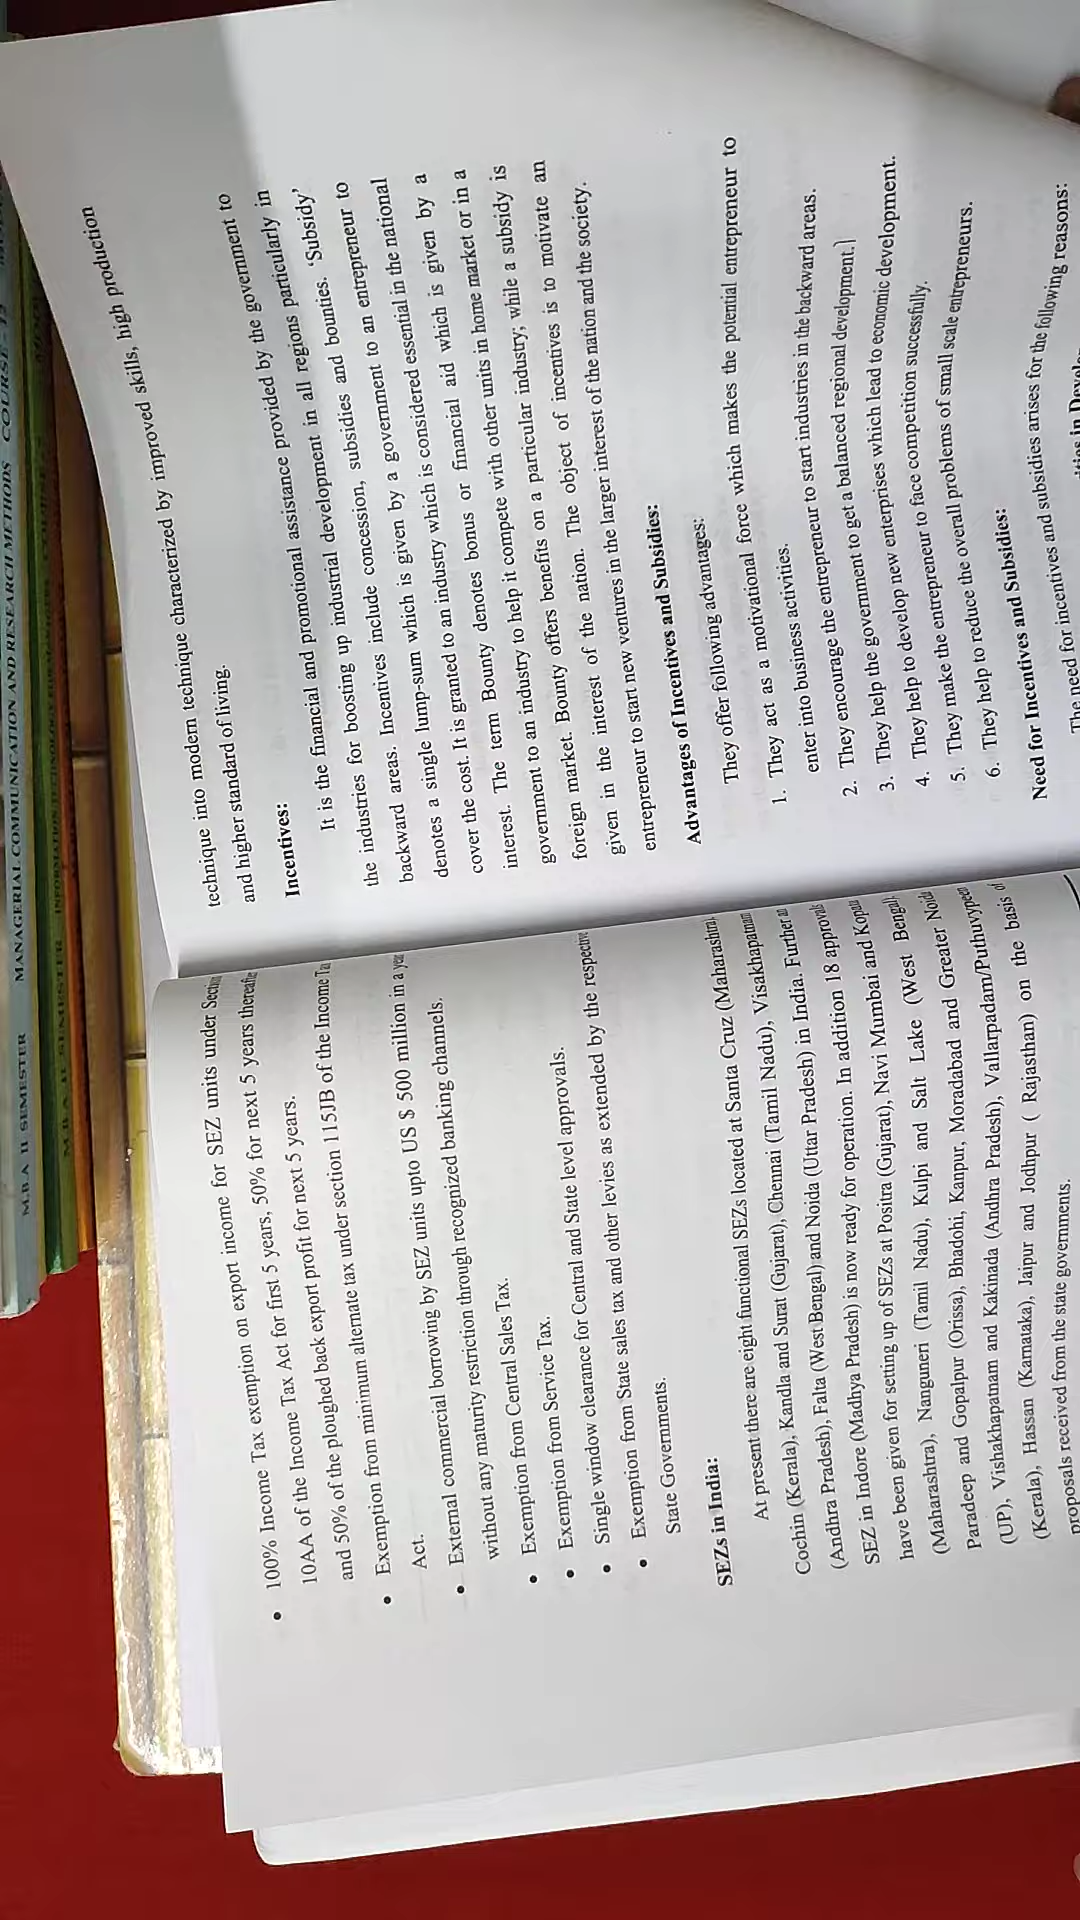 M.B.A II SEMESTER MANAGERIAL COMMUNICATION AND RESEARCH METHODS COURSE - 12
M.B.A II SEMESTER
• 100% Income Tax exemption on export income for SEZ units under
10AA of the Income Tax Act for first 5 years, 50% for next 5 years
and 50% of the ploughed back export profit for next 5 years.
• Exemption from minimum alternate tax under section 115JB of the Income
Act.
• External commercial borrowing by SEZ units upto US $ 500 million in a
without any maturity restriction through recognized banking channels.
• Exemption from Central Sales Tax.
• Exemption from Service Tax.
• Single window clearance for Central and State level approvals.
• Exemption from State sales tax and other levies as extended by the respective
State Governments.
SEZs in India:
At present there are eight functional SEZs located at Santa Cruz (Maharashtra),
Cochin (Kerala), Kandla and Surat (Gujarat), Chennai (Tamil Nadu), Visakhapatnam
(Andhra Pradesh), Falta (West Bengal) and Noida (Uttar Pradesh) in India. Further
SEZ in Indore (Madhya Pradesh) is now ready for operation. In addition 18 approvals
have been given for setting up of SEZs at Positra (Gujarat), Navi Mumbai and
(Maharashtra), Nanguneri (Tamil Nadu), Kulpi and Salt Lake (West
Paradeep and Gopalpur (Orissa), Bhadohi, Kanpur, Moradabad and Greater Noida
(UP), Vishakhapatnam and Kakinada (Andhra Pradesh), Vallarpadam/Puthuvypeen
(Kerala), Hassan (Karnataka), Jaipur and Jodhpur ( Rajasthan) on the basis of
proposals received from the state governments.
technique into modern technique characterized by improved skills, high production
and higher standard of living.
Incentives:
It is the financial and promotional assistance provided by the government to
the industries for boosting up industrial development in all regions particularly in
backward areas. Incentives include concession, subsidies and bounties. ‘Subsidy’
denotes a single lump-sum which is given by a government to an entrepreneur to
cover the cost. It is granted to an industry which is considered essential in the national
interest. The term Bounty denotes bonus or financial aid which is given by a
government to an industry to help it compete with other units in home market or in a
foreign market. Bounty offers benefits on a particular industry; while a subsidy is
given in the interest of the nation. The object of incentives is to motivate an
entrepreneur to start new ventures in the larger interest of the nation and the society.
Advantages of Incentives and Subsidies:
They offer following advantages:
1. They act as a motivational force which makes the potential entrepreneur to
enter into business activities.
2. They encourage the entrepreneur to start industries in the backward areas.
3. They help the government to get a balanced regional development.]
4. They help to develop new enterprises which lead to economic development.
5. They make the entrepreneur to face competition successfully.
6. They help to reduce the overall problems of small scale entrepreneurs.
Need for Incentives and Subsidies:
The need for incentives and subsidies arises for the following reasons: